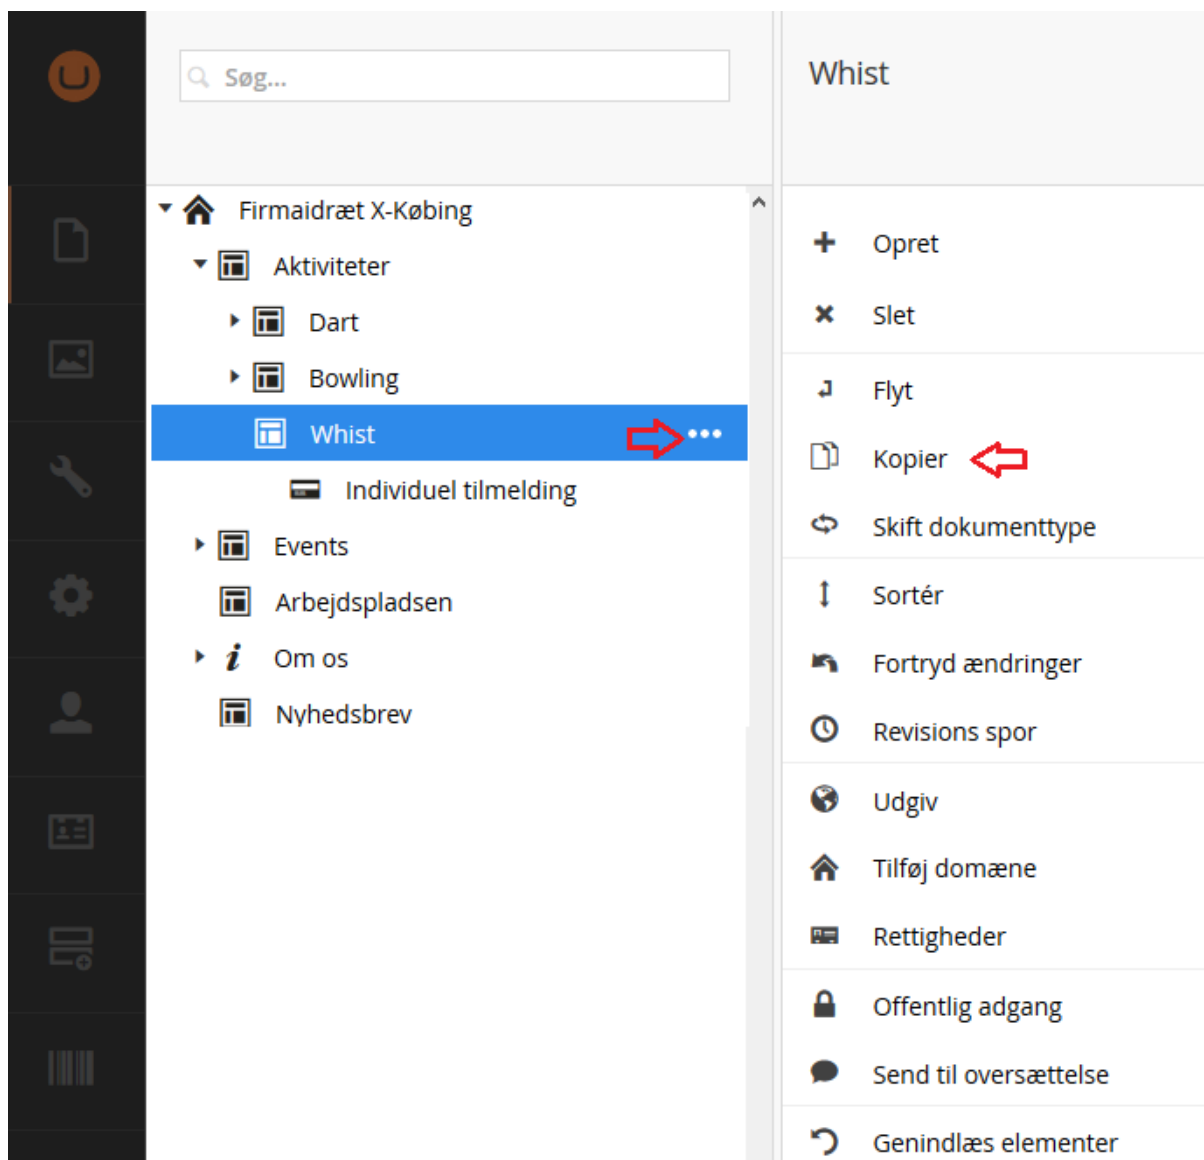 Søg...
Firmaidræt X-Købing
Aktiviteter
Dart
Bowling
Whist
Individuel tilmelding
Events
Arbejdspladsen
Om os
Nyhedsbrev
Whist
Opret
Slet
Flyt
Kopier
Skift dokumenttype
Sortér
Fortryd ændringer
Revisions spor
Udgiv
Tilføj domæne
Rettigheder
Offentlig adgang
Send til oversættelse
Genindlæs elementer